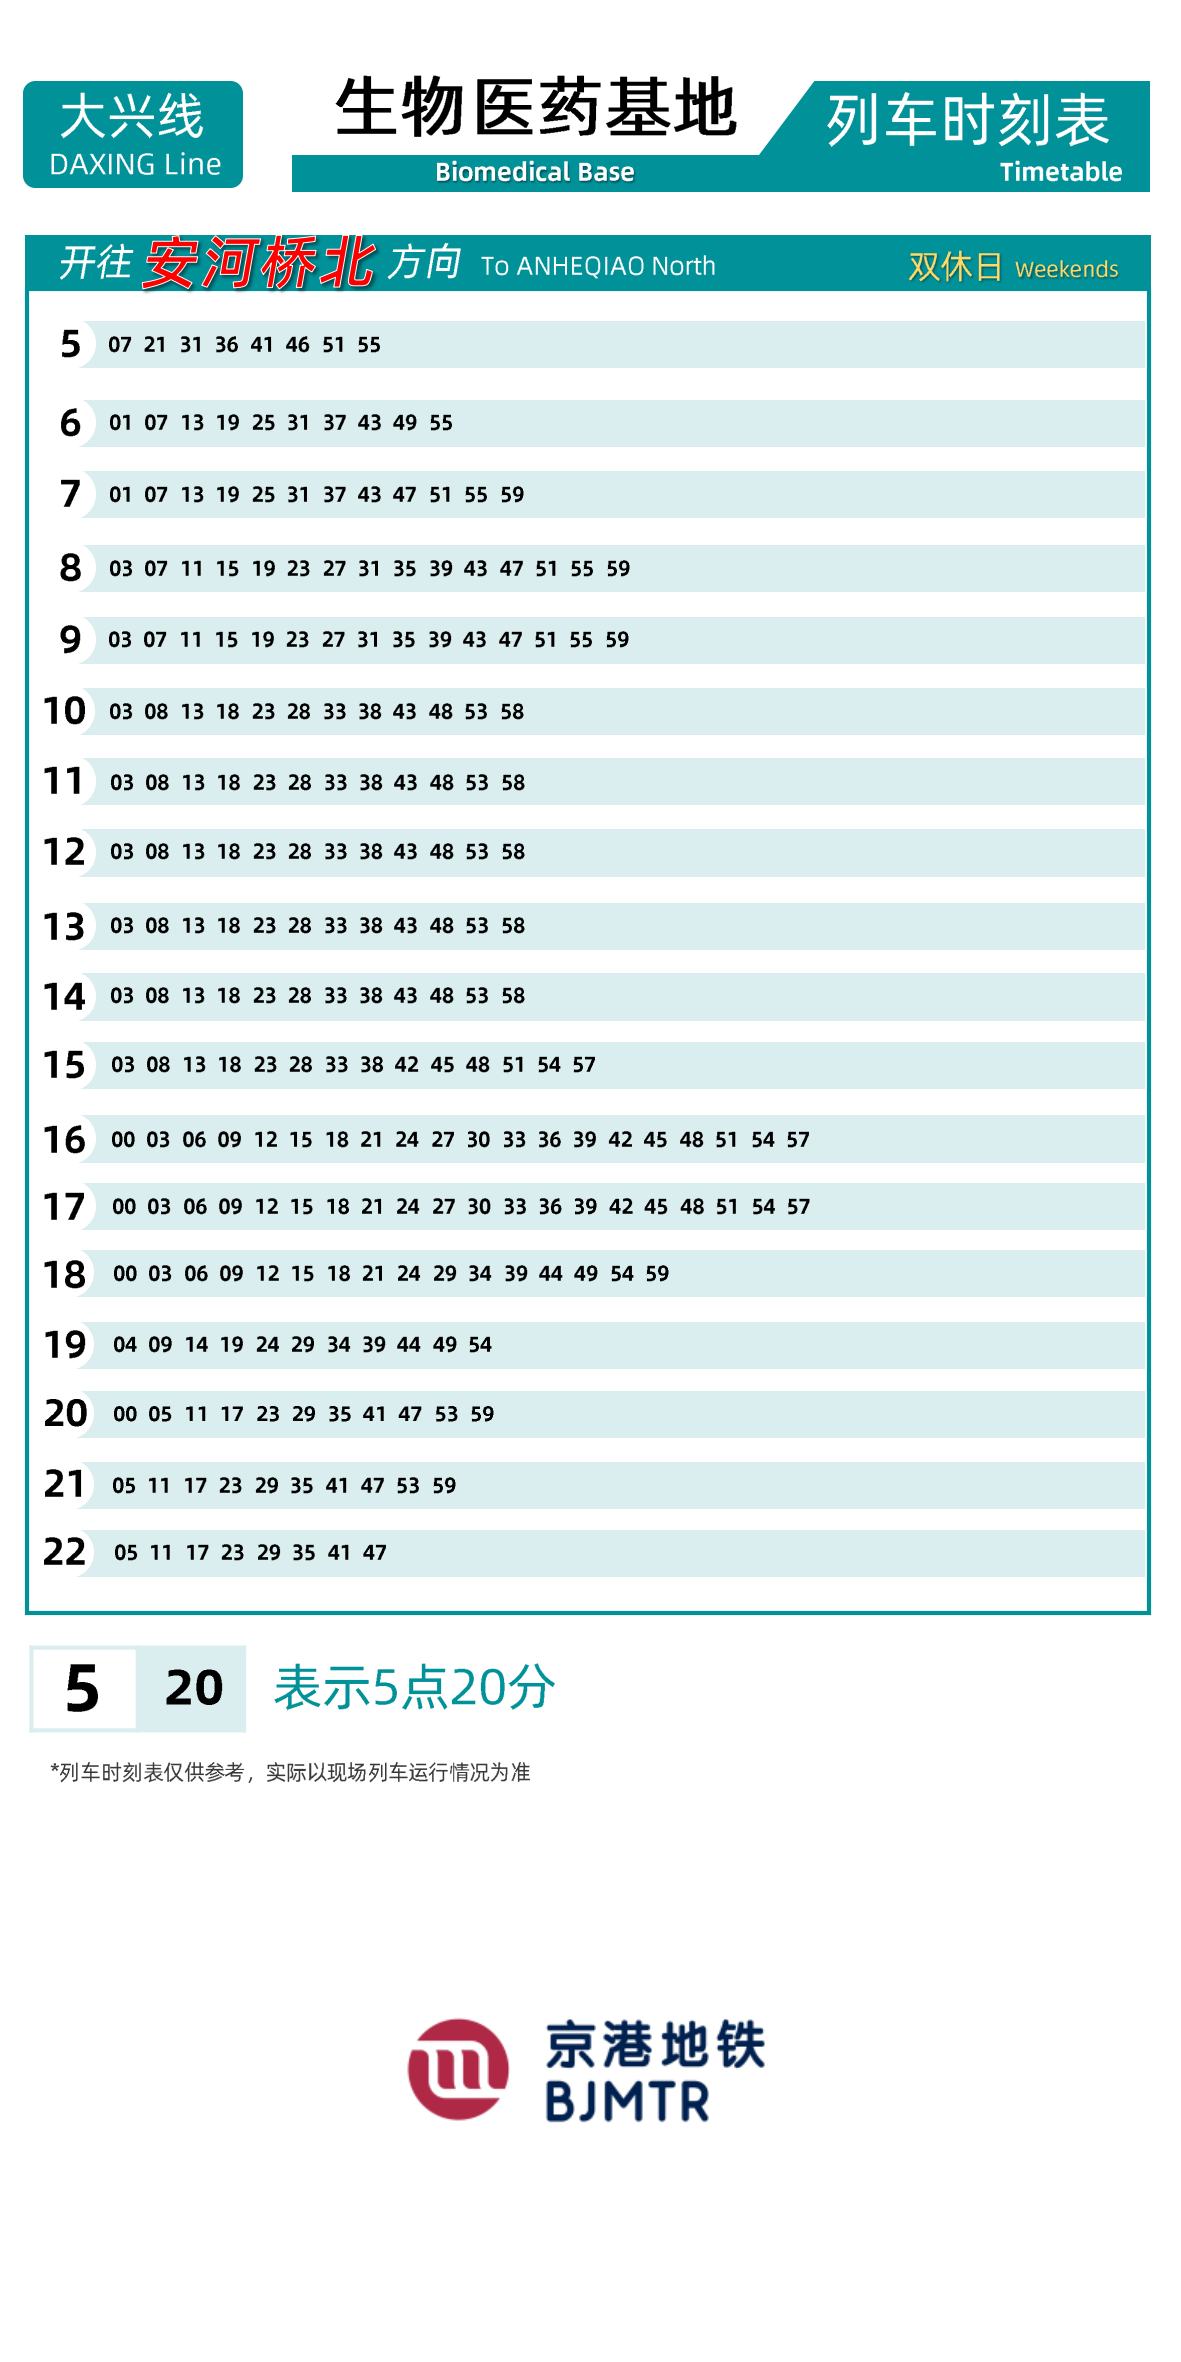 大兴线
DAXING Line
生物医药基地
Biomedical Base
列车时刻表
Timetable
开往 安河桥北 方向 To ANHEQIAO North 双休日 Weekends
5 07 21 31 36 41 46 51 55
6 01 07 13 19 25 31 37 43 49 55
7 01 07 13 19 25 31 37 43 47 51 55 59
8 03 07 11 15 19 23 27 31 35 39 43 47 51 55 59
9 03 07 11 15 19 23 27 31 35 39 43 47 51 55 59
10 03 08 13 18 23 28 33 38 43 48 53 58
11 03 08 13 18 23 28 33 38 43 48 53 58
12 03 08 13 18 23 28 33 38 43 48 53 58
13 03 08 13 18 23 28 33 38 43 48 53 58
14 03 08 13 18 23 28 33 38 43 48 53 58
15 03 08 13 18 23 28 33 38 42 45 48 51 54 57
16 00 03 06 09 12 15 18 21 24 27 30 33 36 39 42 45 48 51 54 57
17 00 03 06 09 12 15 18 21 24 27 30 33 36 39 42 45 48 51 54 57
18 00 03 06 09 12 15 18 21 24 29 34 39 44 49 54 59
19 04 09 14 19 24 29 34 39 44 49 54
20 00 05 11 17 23 29 35 41 47 53 59
21 05 11 17 23 29 35 41 47 53 59
22 05 11 17 23 29 35 41 47
5 20 表示5点20分
*列车时刻表仅供参考，实际以现场列车运行情况为准
京港地铁
BJMTR